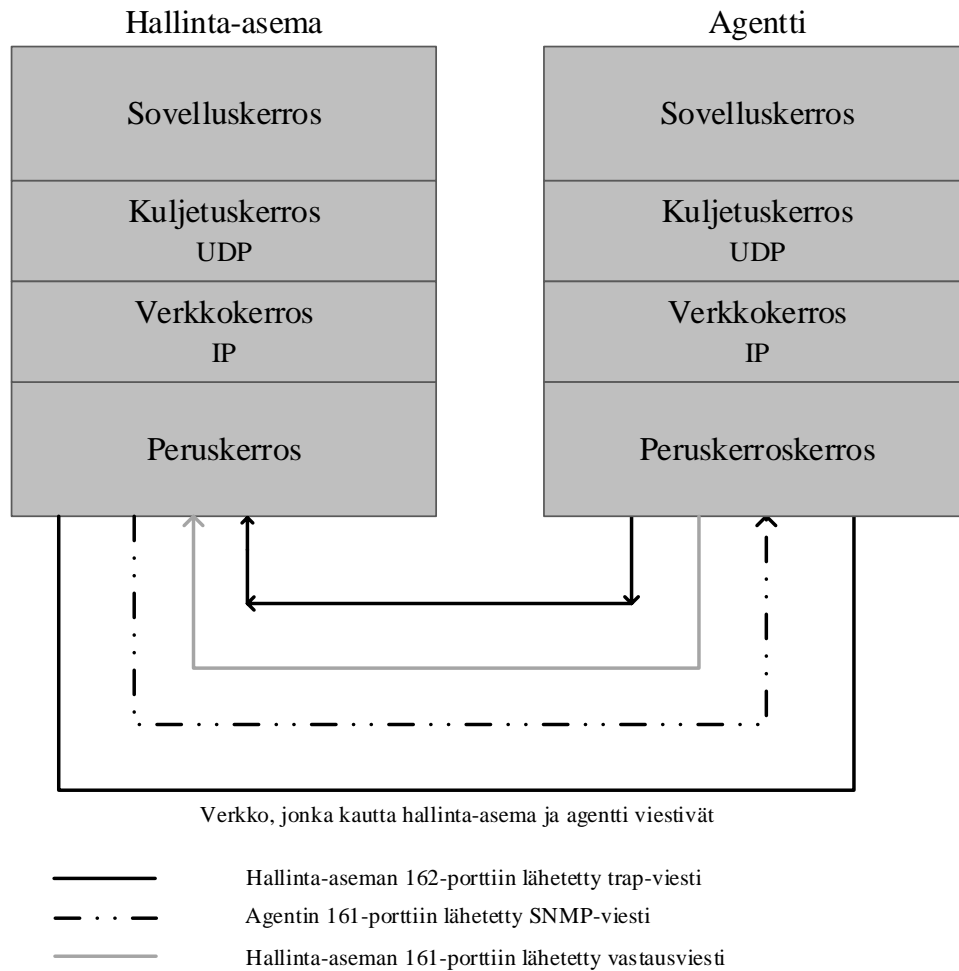 Hallinta-asema
Agentti
Sovelluskerros
Sovelluskerros
Kuljetuskerros
UDP
Kuljetuskerros
UDP
Verkkokerros
IP
Verkkokerros
IP
Peruskerros
Peruskerroskerros
Verkko, jonka kautta hallinta-asema ja agentti viestivät
Hallinta-aseman 162-porttiin lähetetty trap-viesti
Agentin 161-porttiin lähetetty SNMP-viesti
Hallinta-aseman 161-porttiin lähetetty vastausviesti